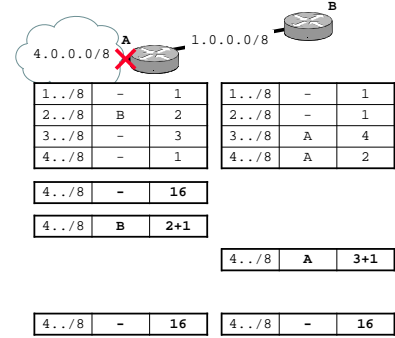 B
A
1.0.0.0/8
4.0.0.0/8
1../8 – 1 1../8 – 1
2../8 B 2 2../8 – 1
3../8 – 3 3../8 A 4
4../8 – 1 4../8 A 2
4../8 – 16
4../8 B 2+1
4../8 A 3+1
4../8 – 16 4../8 – 16